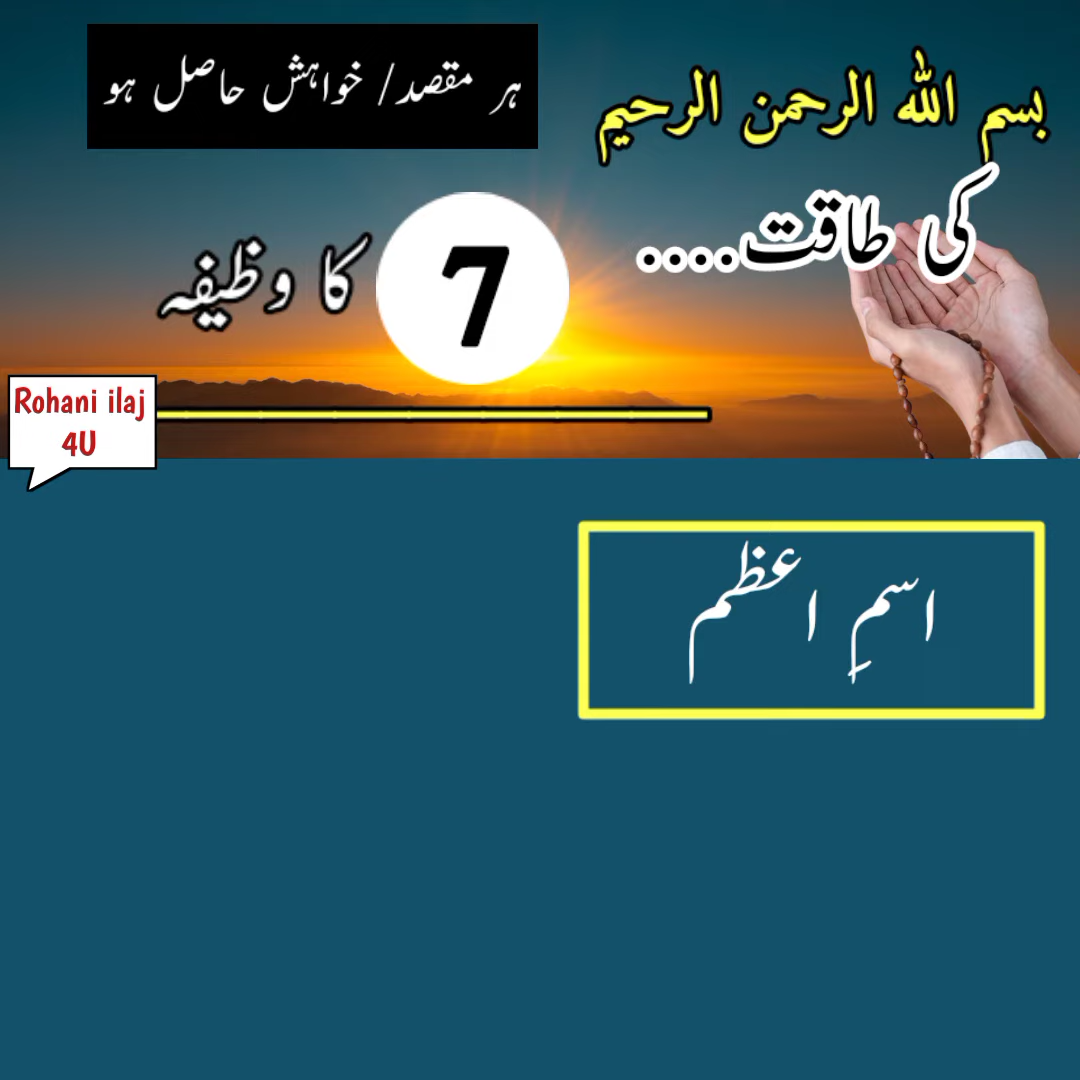 بسم اللہ الرحمن الرحیم
کی طاقت....
ہر مقصد/ خواہش حاصل ہو
7 کا وظیفہ
Rohani ilaj
4U
اسمِ اعظم